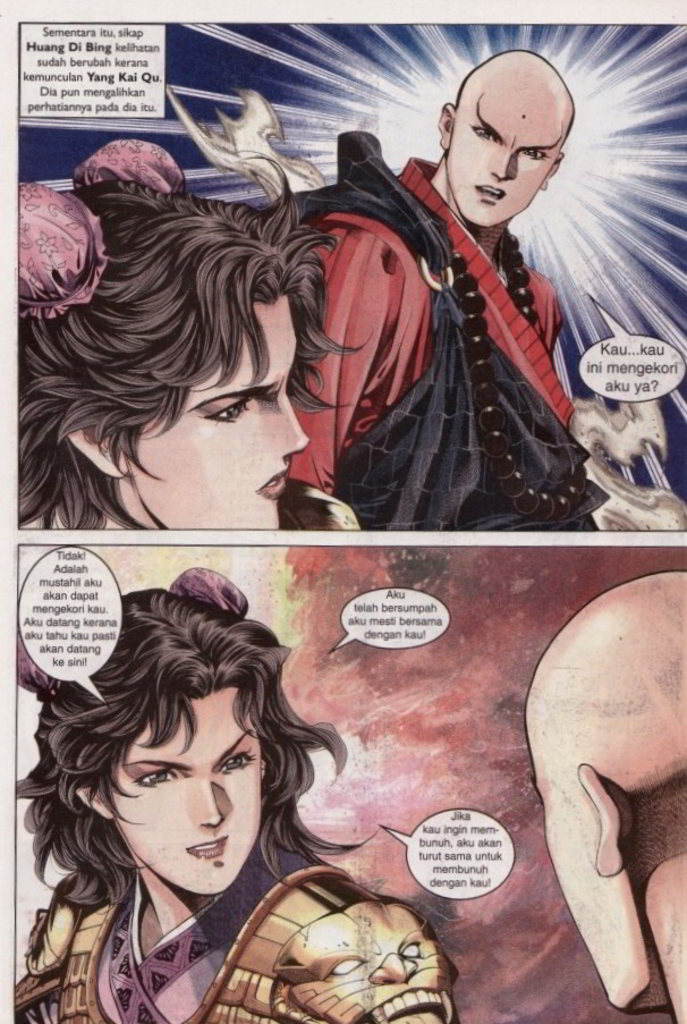 Sementara itu, sikap
Huang Di Bing kelihatan
sudah berubah kerana
kemunculan Yang Kai Qu.
Dia pun mengalihkan
perhatiannya pada dia itu.
Kau...kau
ini mengekori
aku ya?
Tidak!
Adalah
mustahil aku
akan dapat
mengekori kau.
Aku datang kerana
aku tahu kau pasti
akan datang
ke sini!
Aku
telah bersumpah
aku mesti bersama
dengan kau!
Jika
kau ingin mem-
bunuh, aku akan
turut sama untuk
membunuh
dengan kau!